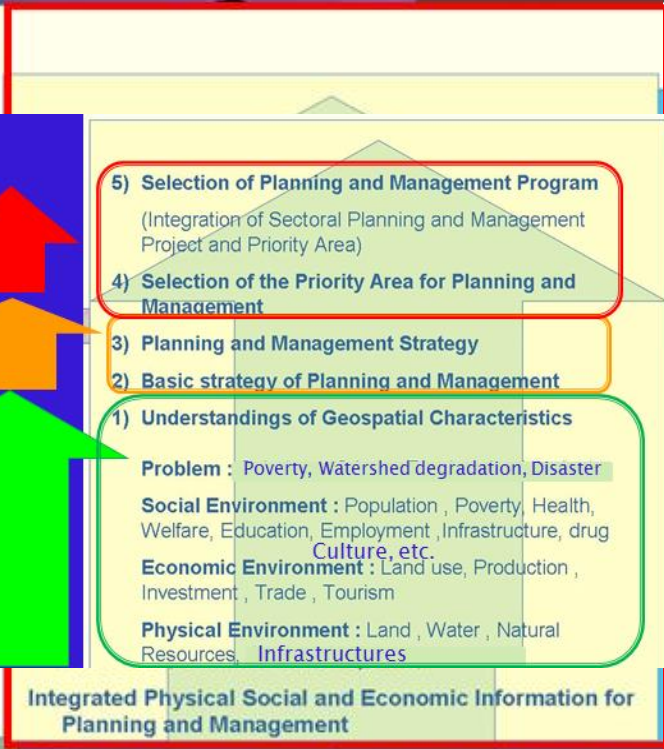 5) Selection of Planning and Management Program
(Integration of Sectoral Planning and Management
Project and Priority Area)
4) Selection of the Priority Area for Planning and
Management
3) Planning and Management Strategy
2) Basic strategy of Planning and Management
1) Understandings of Geospatial Characteristics
Problem : Poverty, Watershed degradation, Disaster
Social Environment : Population , Poverty, Health,
Welfare, Education, Employment ,Infrastructure, drug
Culture, etc.
Economic Environment : Land use, Production ,
Investment , Trade , Tourism
Physical Environment : Land , Water , Natural
Resources, Infrastructures
Integrated Physical Social and Economic Information for
Planning and Management